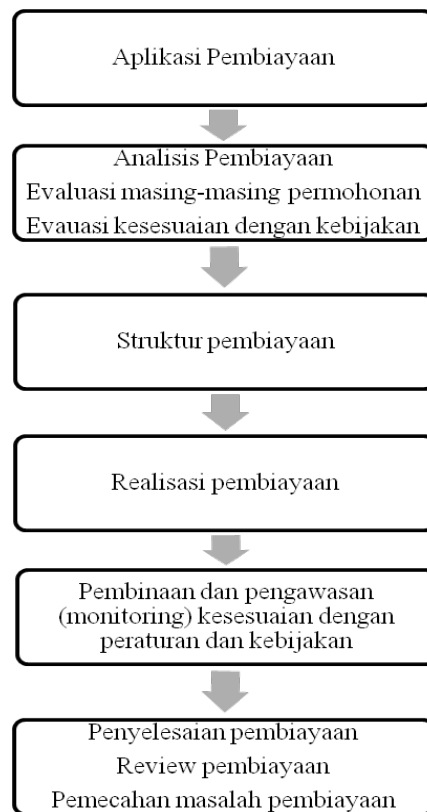 Aplikasi Pembiayaan
Analisis Pembiayaan
Evaluasi masing-masing permohonan
Evauasi kesesuaian dengan kebijakan
Struktur pembiayaan
Realisasi pembiayaan
Pembinaan dan pengawasan
(monitoring) kesesuaian dengan
peraturan dan kebijakan
Penyelesaian pembiayaan
Review pembiayaan
Pemecahan masalah pembiayaan